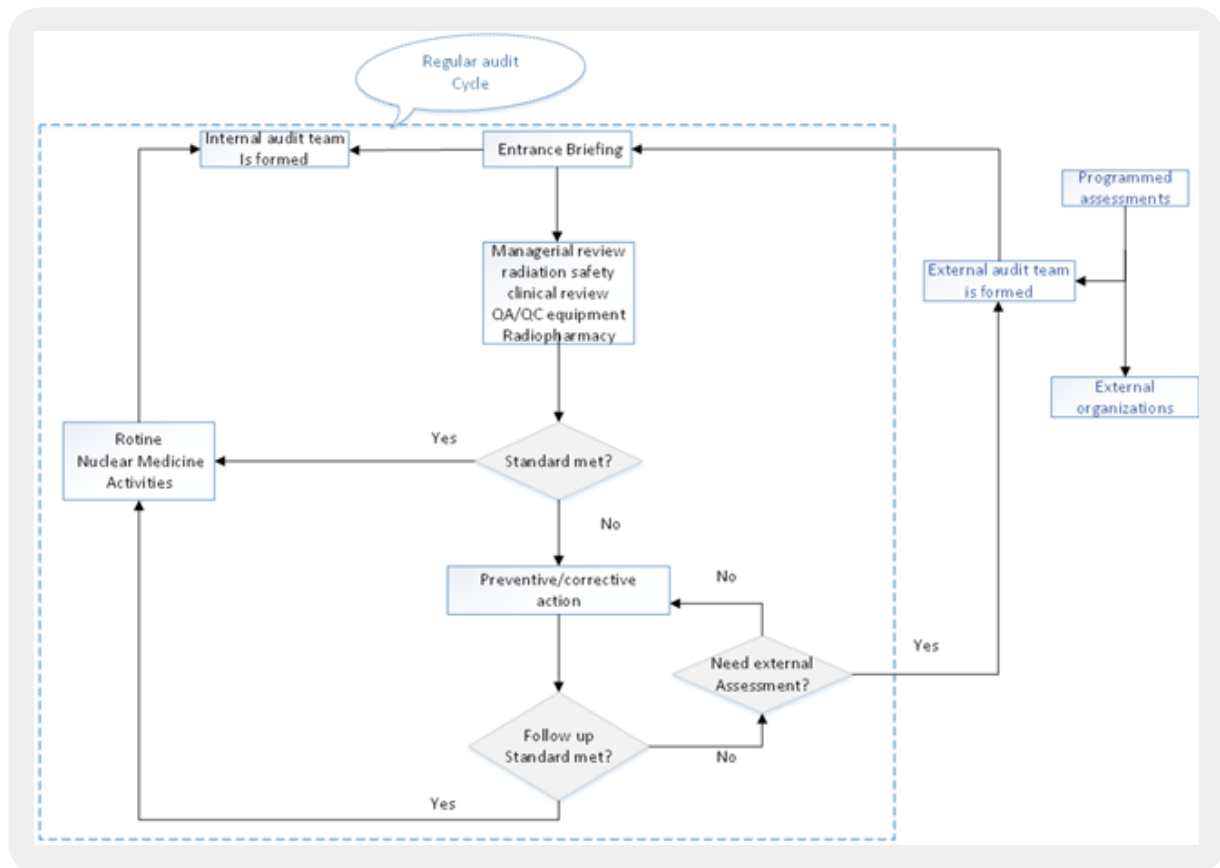 Regular audit
Cycle
Internal audit team
Is formed
Entrance Briefing
Programmed
assessments
Managerial review
radiation safety
clinical review
QA/QC equipment
Radiopharmacy
External audit team
is formed
External
organizations
Rotine
Nuclear Medicine
Activities
Yes
Standard met?
No
Preventive/corrective
action
No
Need external
Assessment?
Yes
Follow up
Standard met?
No
Yes